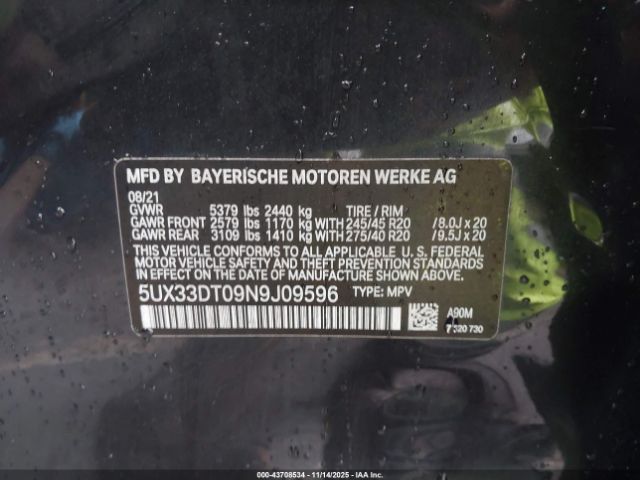 MFD BY BAYERISCHE MOTOREN WERKE AG
08/21
GVWR 5379 lbs 2440 kg TIRE / RIM
GAWR FRONT 2579 lbs 1170 kg WITH 245/45 R20 /8.0J x 20
GAWR REAR 3109 lbs 1410 kg WITH 275/40 R20 /9.5J x 20
THIS VEHICLE CONFORMS TO ALL APPLICABLE U. S. FEDERAL
MOTOR VEHICLE SAFETY, BUMPER, AND THEFT PREVENTION STANDARDS
IN EFFECT ON THE DATE OF MANUFACTURE SHOWN ABOVE.
5UX33DT09N9J09596 TYPE: MPV
A90M
7 320 730
000-43708534 - 11/14/2025 - IAA Inc.